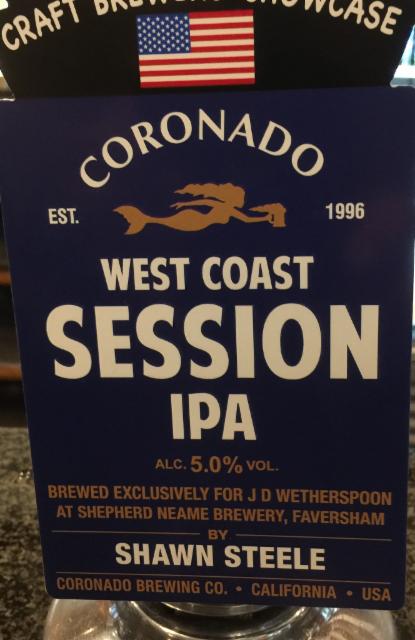 CRAFT BREWERS SHOWCASE
CORONADO
EST. 1996
WEST COAST
SESSION
IPA
ALC. 5.0% VOL.
BREWED EXCLUSIVELY FOR J D WETHERSPOON
AT SHEPHERD NEAME BREWERY, FAVERSHAM
BY
SHAWN STEELE
CORONADO BREWING CO. • CALIFORNIA • USA